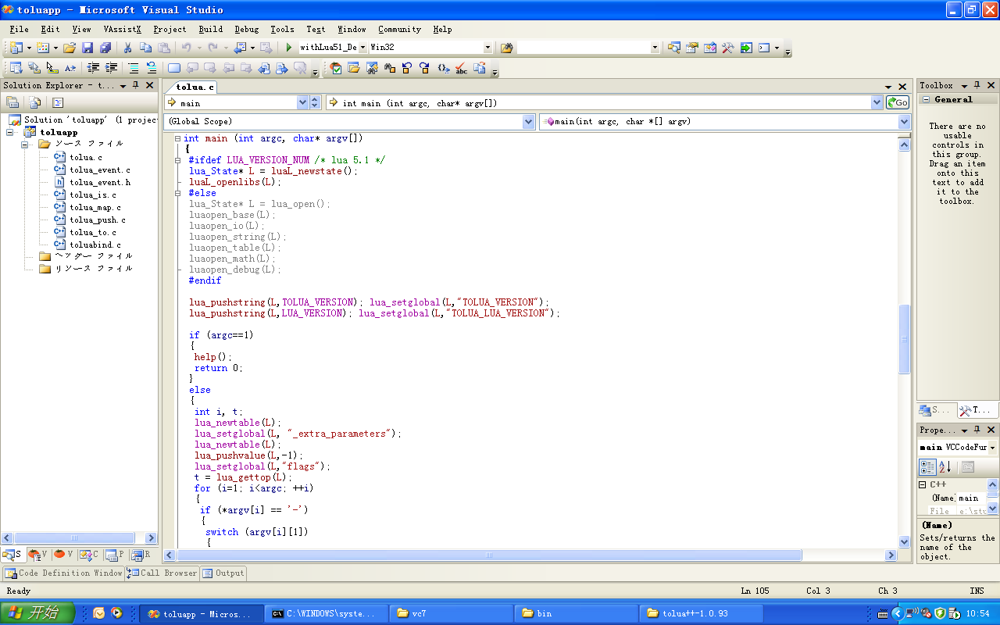 toluapp - Microsoft Visual Studio
File Edit View VAssistX Project Build Debug Tools Test Window Community Help
withLua51_De Win32
Solution Explorer - t...
tolua.c
Toolbox
main
int main (int argc, char* argv[])
Go
(Global Scope)
main(int argc, char *[] argv)
Solution 'toluapp' (1 projec
toluapp
ソース ファイル
tolua.c
tolua_event.c
tolua_event.h
tolua_is.c
tolua_map.c
tolua_push.c
tolua_to.c
toluabind.c
ヘッダー ファイル
リソース ファイル
int main (int argc, char* argv[])
{
#ifdef LUA_VERSION_NUM /* lua 5.1 */
lua_State* L = luaL_newstate();
luaL_openlibs(L);
#else
lua_State* L = lua_open();
luaopen_base(L);
luaopen_io(L);
luaopen_string(L);
luaopen_table(L);
luaopen_math(L);
luaopen_debug(L);
#endif
lua_pushstring(L,TOLUA_VERSION); lua_setglobal(L,"TOLUA_VERSION");
lua_pushstring(L,LUA_VERSION); lua_setglobal(L,"TOLUA_LUA_VERSION");
if (argc==1)
{
help();
return 0;
}
else
{
int i, t;
lua_newtable(L);
lua_setglobal(L, "_extra_parameters");
lua_newtable(L);
lua_pushvalue(L,-1);
lua_setglobal(L,"flags");
t = lua_gettop(L);
for (i=1; i<argc; ++i)
{
if (*argv[i] == '-')
{
switch (argv[i][1])
{
General
There are no
usable
controls in
this group.
Drag an item
onto this
text to add
it to the
toolbox.
S... T...
Prope...
main VCCodeFur
C++
(Name) main
File e:\stu
(Name)
Sets/returns the
name of the
object.
S V V C P R
Code Definition Window Call Browser Output
Ready Ln 105 Col 3 Ch 3 INS
开始 toluapp - Micros... C:\WINDOWS\syste... vc7 bin tolua++-1.0.93 10:54